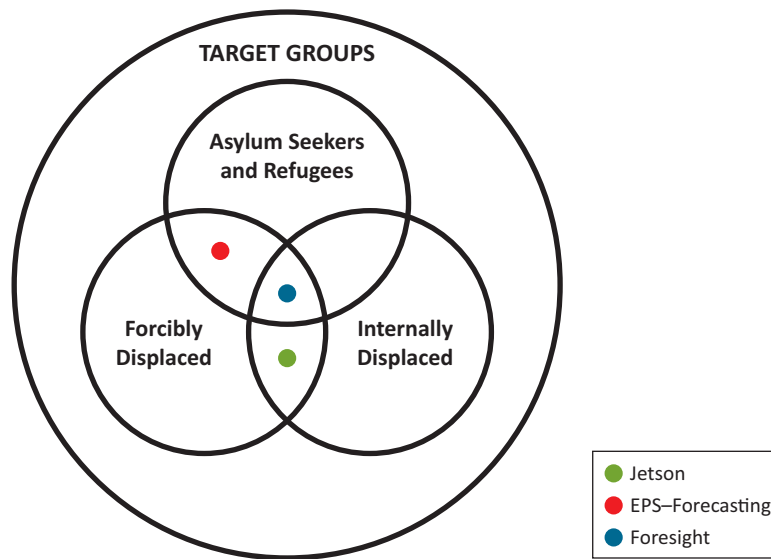 TARGET GROUPS
Asylum Seekers
and Refugees
Forcibly
Displaced
Internally
Displaced
Jetson
EPS–Forecasting
Foresight